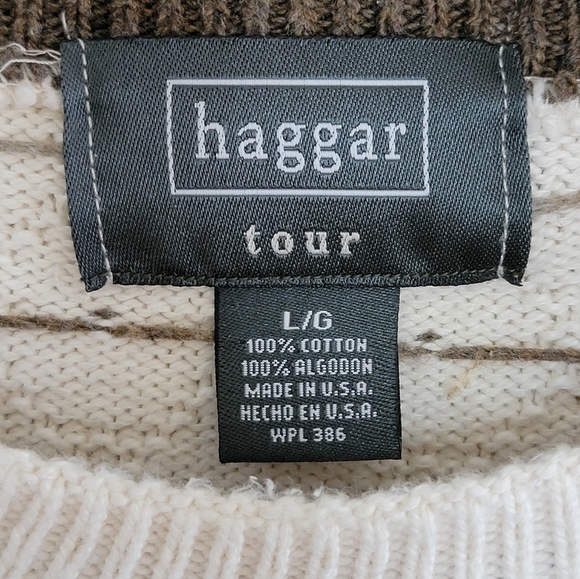 haggar
tour
L/G
100% COTTON
100% ALGODON
MADE IN U.S.A.
HECHO EN U.S.A.
WPL 386